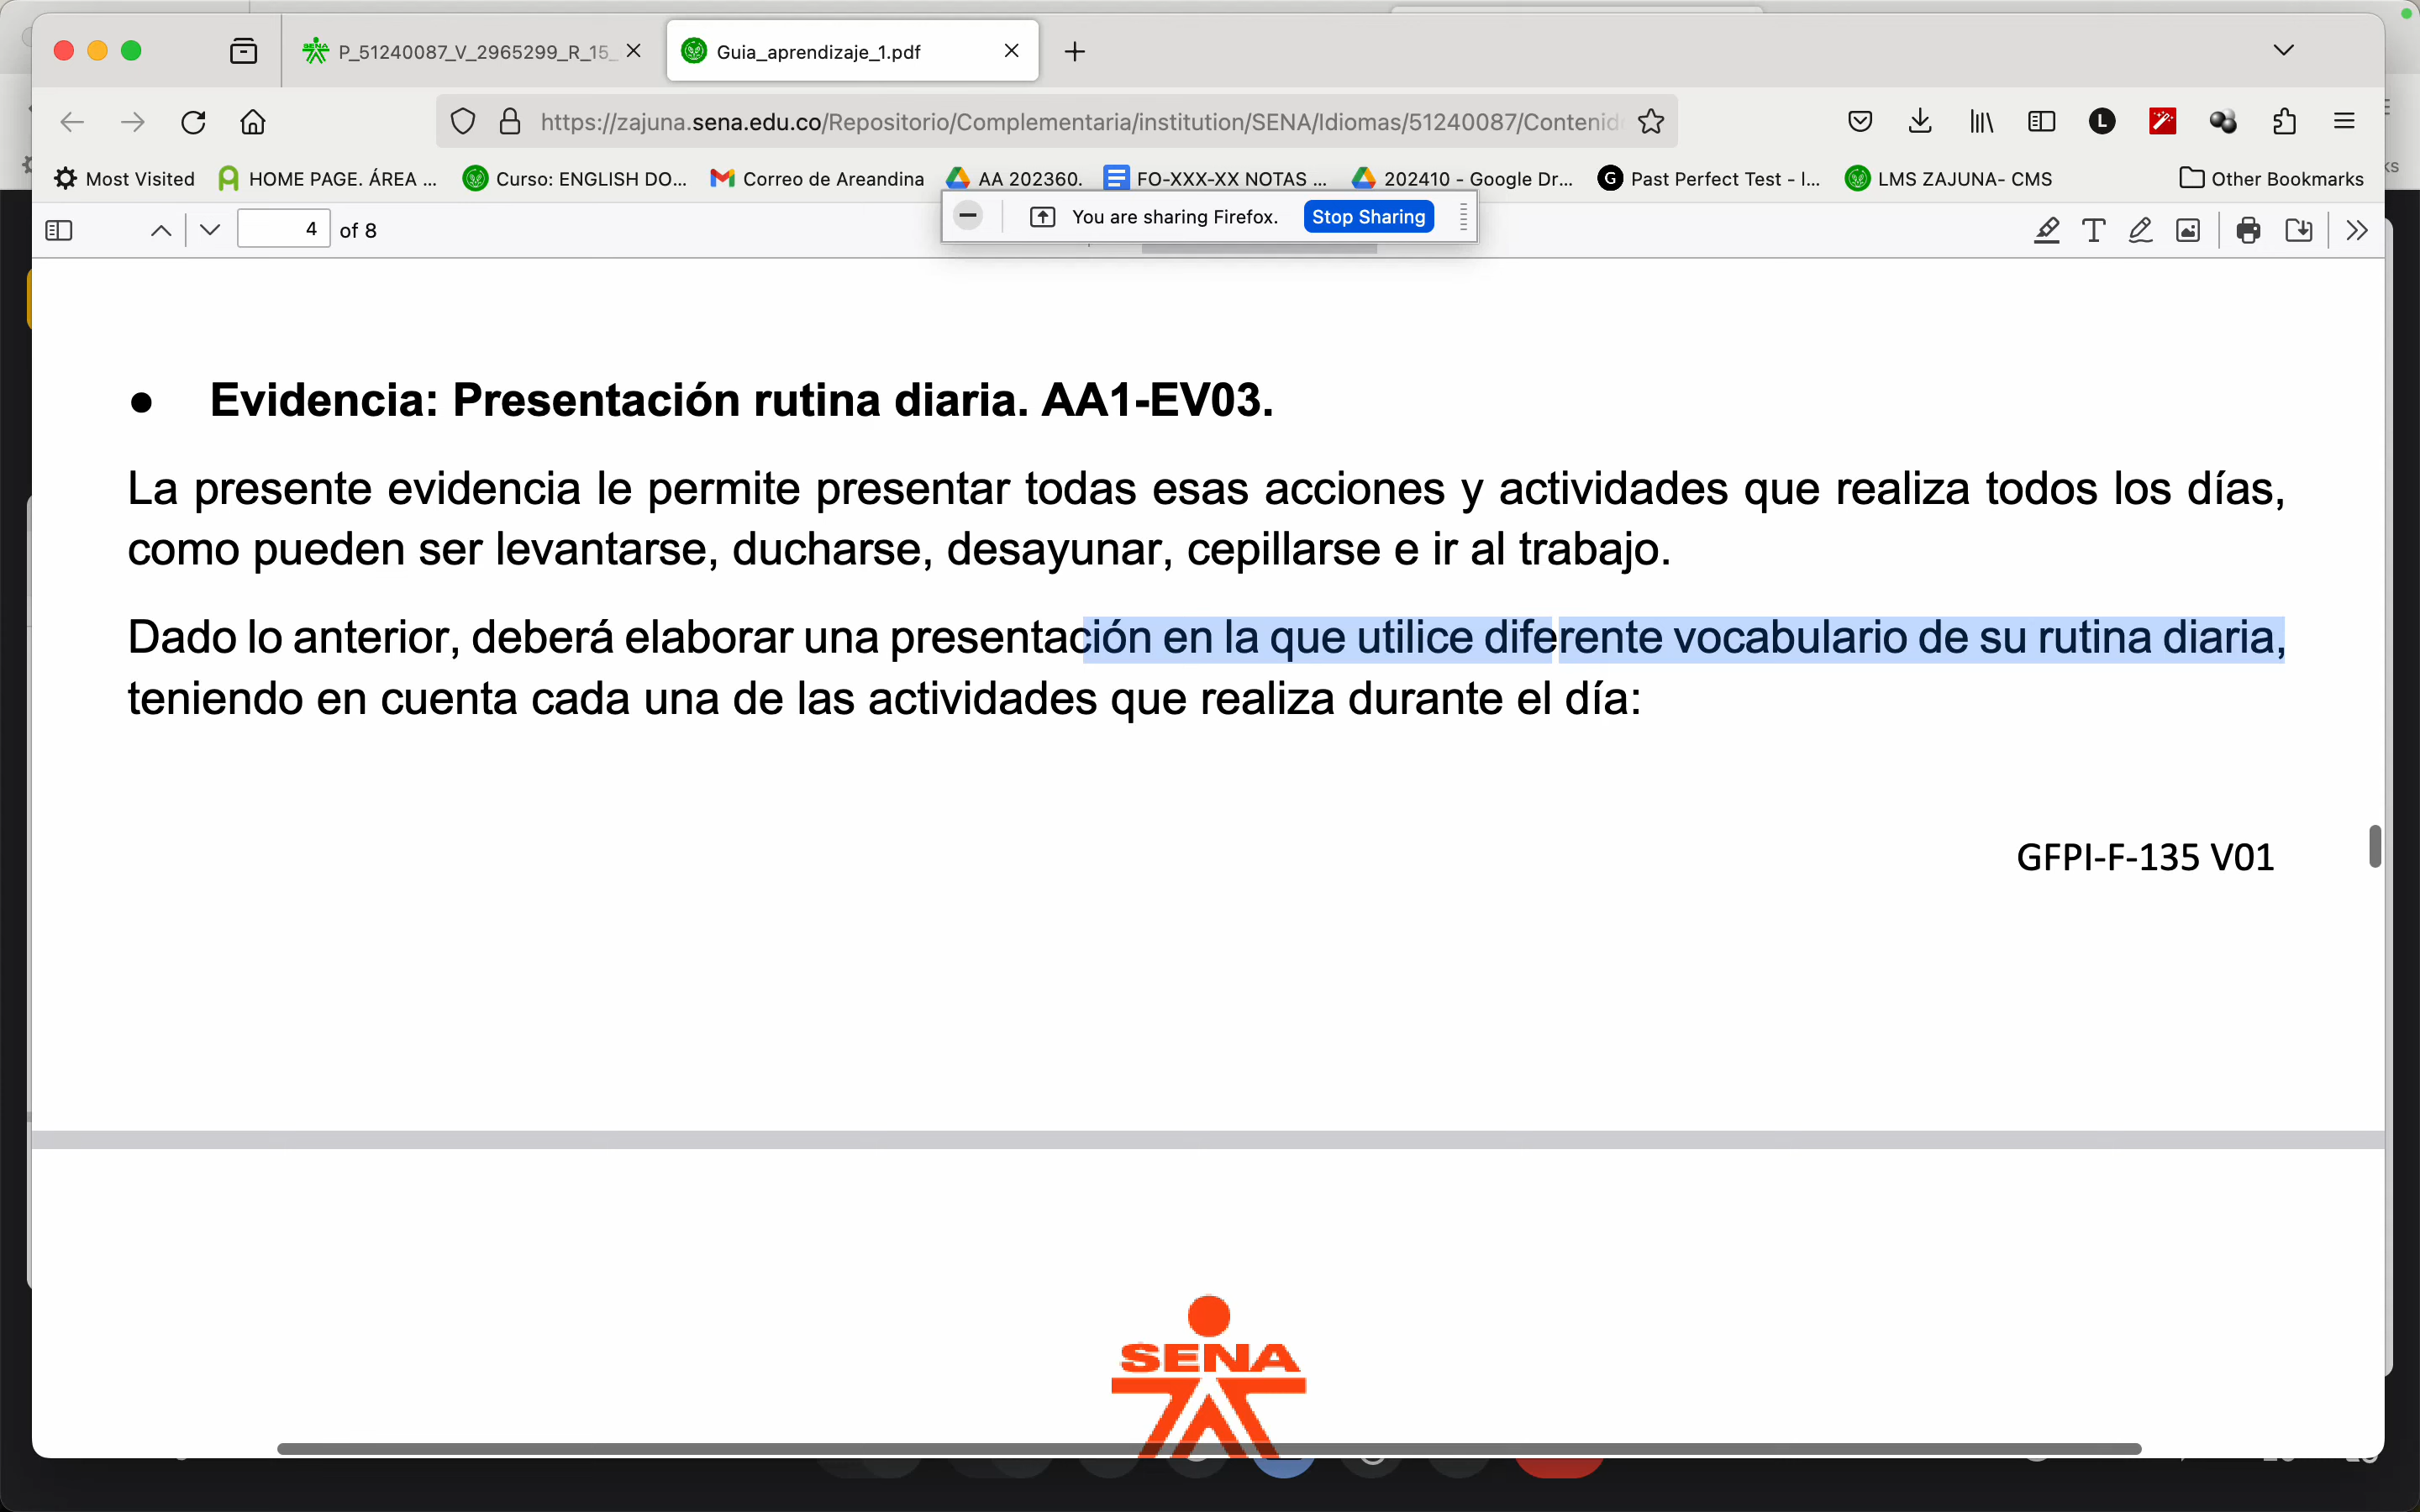 P_51240087_V_2965299_R_15_
Guia_aprendizaje_1.pdf
https://zajuna.sena.edu.co/Repositorio/Complementaria/institution/SENA/Idiomas/51240087/Contenid
L
Most Visited
HOME PAGE. ÁREA ...
Curso: ENGLISH DO...
Correo de Areandina
AA 202360.
FO-XXX-XX NOTAS ...
202410 - Google Dr...
G
Past Perfect Test - I...
LMS ZAJUNA- CMS
Other Bookmarks
4 of 8
You are sharing Firefox.
Stop Sharing
● Evidencia: Presentación rutina diaria. AA1-EV03.
La presente evidencia le permite presentar todas esas acciones y actividades que realiza todos los días,
como pueden ser levantarse, ducharse, desayunar, cepillarse e ir al trabajo.
Dado lo anterior, deberá elaborar una presentación en la que utilice diferente vocabulario de su rutina diaria,
teniendo en cuenta cada una de las actividades que realiza durante el día:
GFPI-F-135 V01
SENA